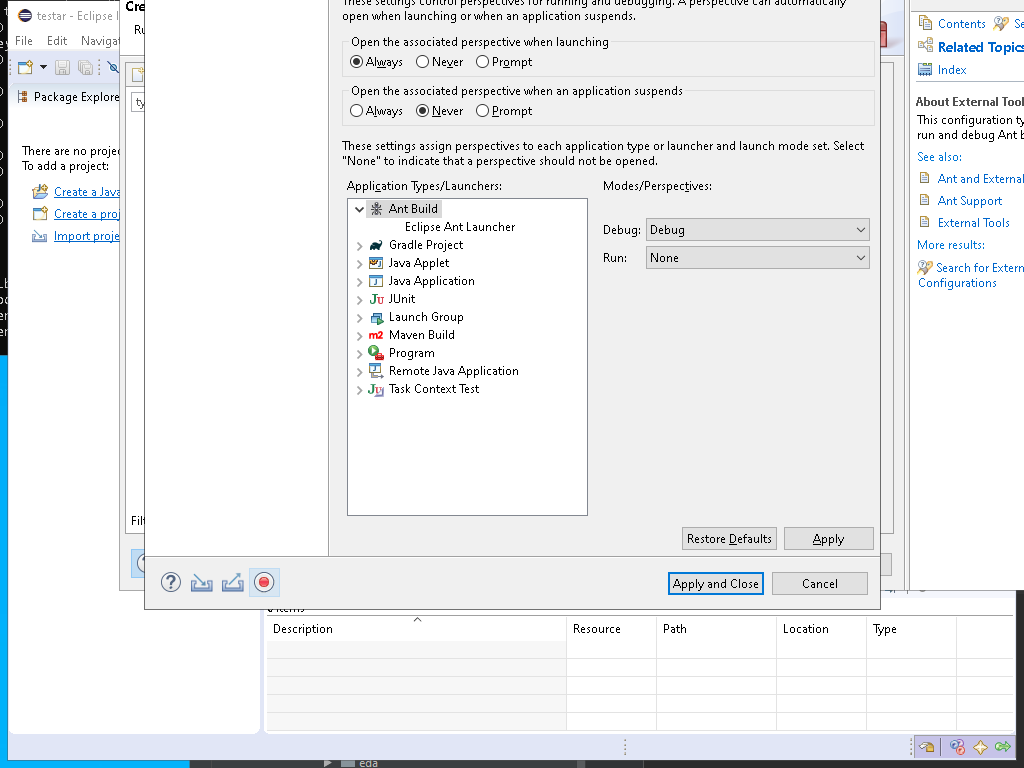 testar - Eclipse I
File Edit Navigat
Package Explore
There are no projec
To add a project:
Create a Java
Create a proj
Import proje
Cre
Ru
ty
Filt
These settings control perspectives for running and debugging. A perspective can automatically
open when launching or when an application suspends.
Open the associated perspective when launching
Always Never Prompt
Open the associated perspective when an application suspends
Always Never Prompt
These settings assign perspectives to each application type or launcher and launch mode set. Select
"None" to indicate that a perspective should not be opened.
Application Types/Launchers:
Modes/Perspectives:
Ant Build
Eclipse Ant Launcher
Gradle Project
Java Applet
Java Application
JUnit
Launch Group
Maven Build
Program
Remote Java Application
Task Context Test
Debug: Debug
Run: None
Restore Defaults Apply
Apply and Close Cancel
Contents Se
Related Topics
Index
About External Tool
This configuration ty
run and debug Ant b
See also:
Ant and External
Ant Support
External Tools
More results:
Search for Extern
Configurations
0 items
Description Resource Path Location Type
eda